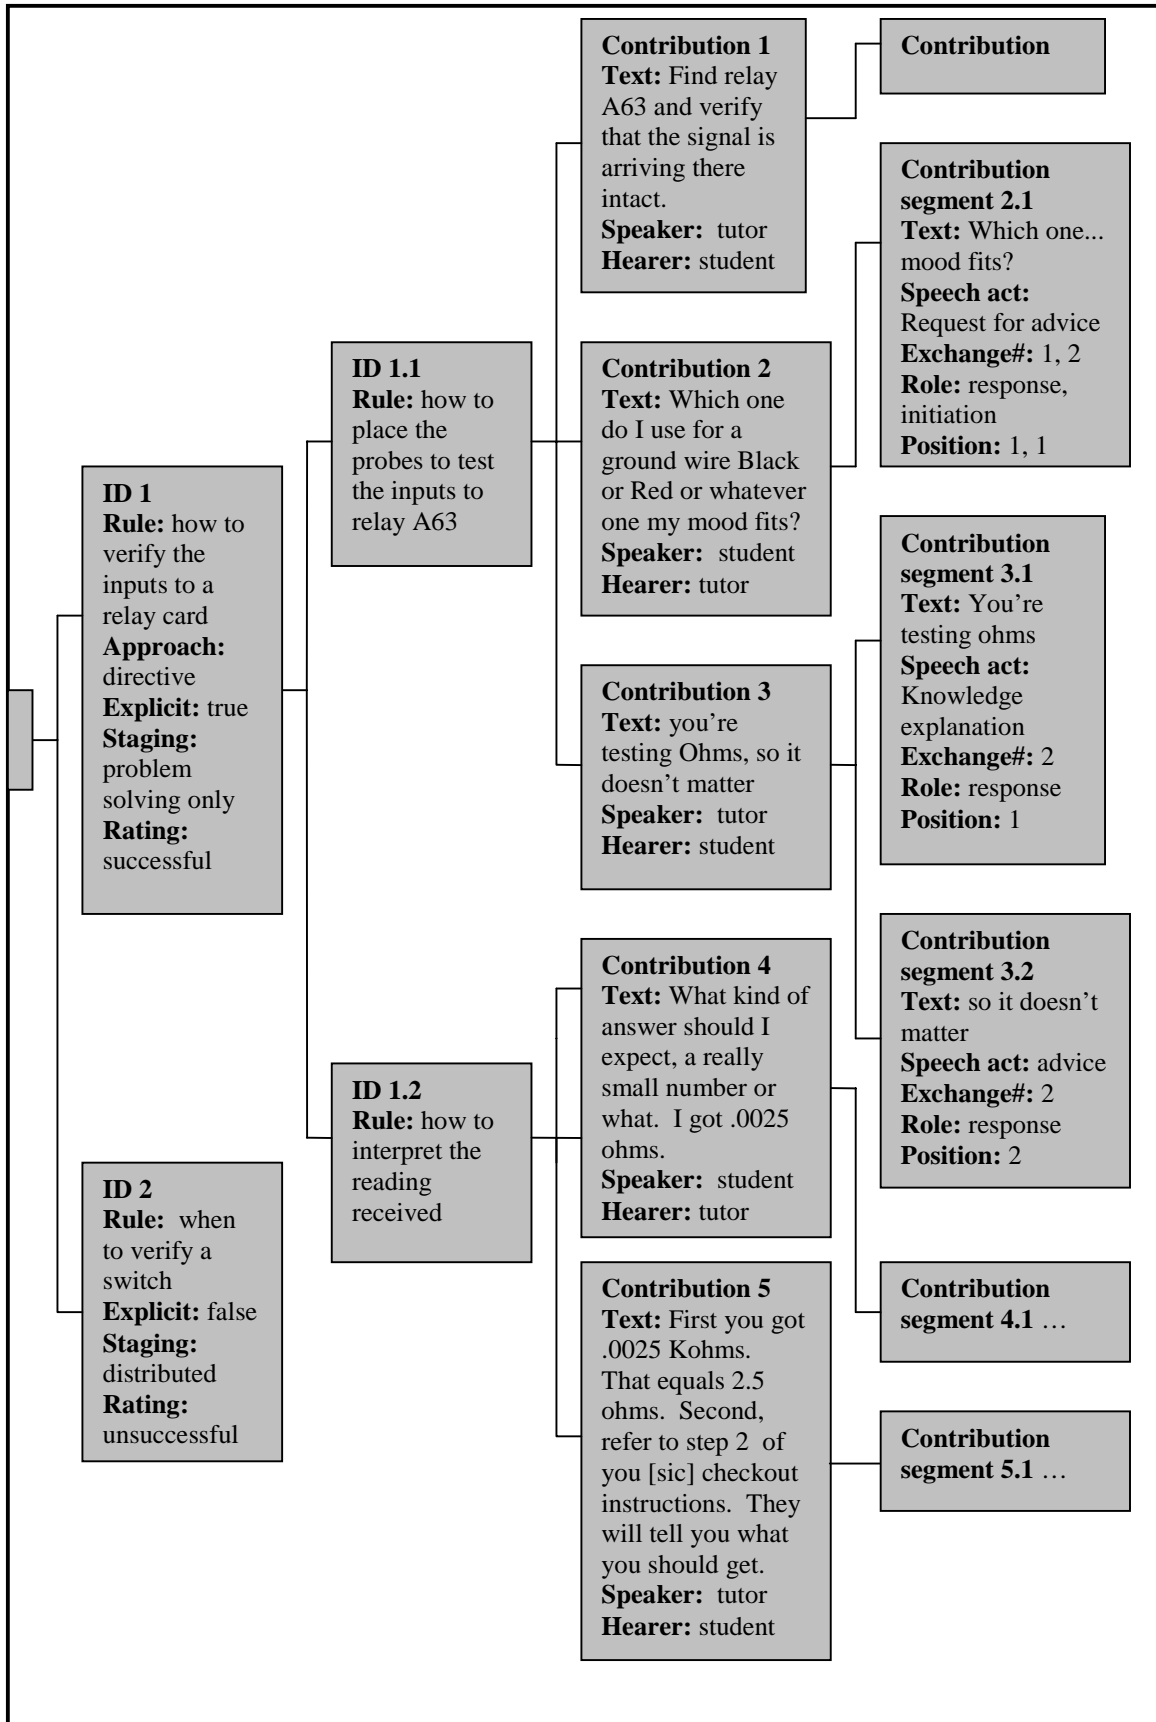 ID 1
Rule: how to
verify the
inputs to a
relay card
Approach:
directive
Explicit: true
Staging:
problem
solving only
Rating:
successful
ID 2
Rule:  when
to verify a
switch
Explicit: false
Staging:
distributed
Rating:
unsuccessful
ID 1.1
Rule: how to
place the
probes to test
the inputs to
relay A63
ID 1.2
Rule: how to
interpret the
reading
received
Contribution 1
Text: Find relay
A63 and verify
that the signal is
arriving there
intact.
Speaker:  tutor
Hearer: student
Contribution 2
Text: Which one
do I use for a
ground wire Black
or Red or whatever
one my mood fits?
Speaker:  student
Hearer: tutor
Contribution 3
Text: you’re
testing Ohms, so it
doesn’t matter
Speaker:  tutor
Hearer: student
Contribution 4
Text: What kind of
answer should I
expect, a really
small number or
what.  I got .0025
ohms.
Speaker:  student
Hearer: tutor
Contribution 5
Text: First you got
.0025 Kohms.
That equals 2.5
ohms.  Second,
refer to step 2  of
you [sic] checkout
instructions.  They
will tell you what
you should get.
Speaker:  tutor
Hearer: student
Contribution
Contribution
segment 2.1
Text: Which one...
mood fits?
Speech act:
Request for advice
Exchange#: 1, 2
Role: response,
initiation
Position: 1, 1
Contribution
segment 3.1
Text: You’re
testing ohms
Speech act:
Knowledge
explanation
Exchange#: 2
Role: response
Position: 1
Contribution
segment 3.2
Text: so it doesn’t
matter
Speech act: advice
Exchange#: 2
Role: response
Position: 2
Contribution
segment 4.1 …
Contribution
segment 5.1 …